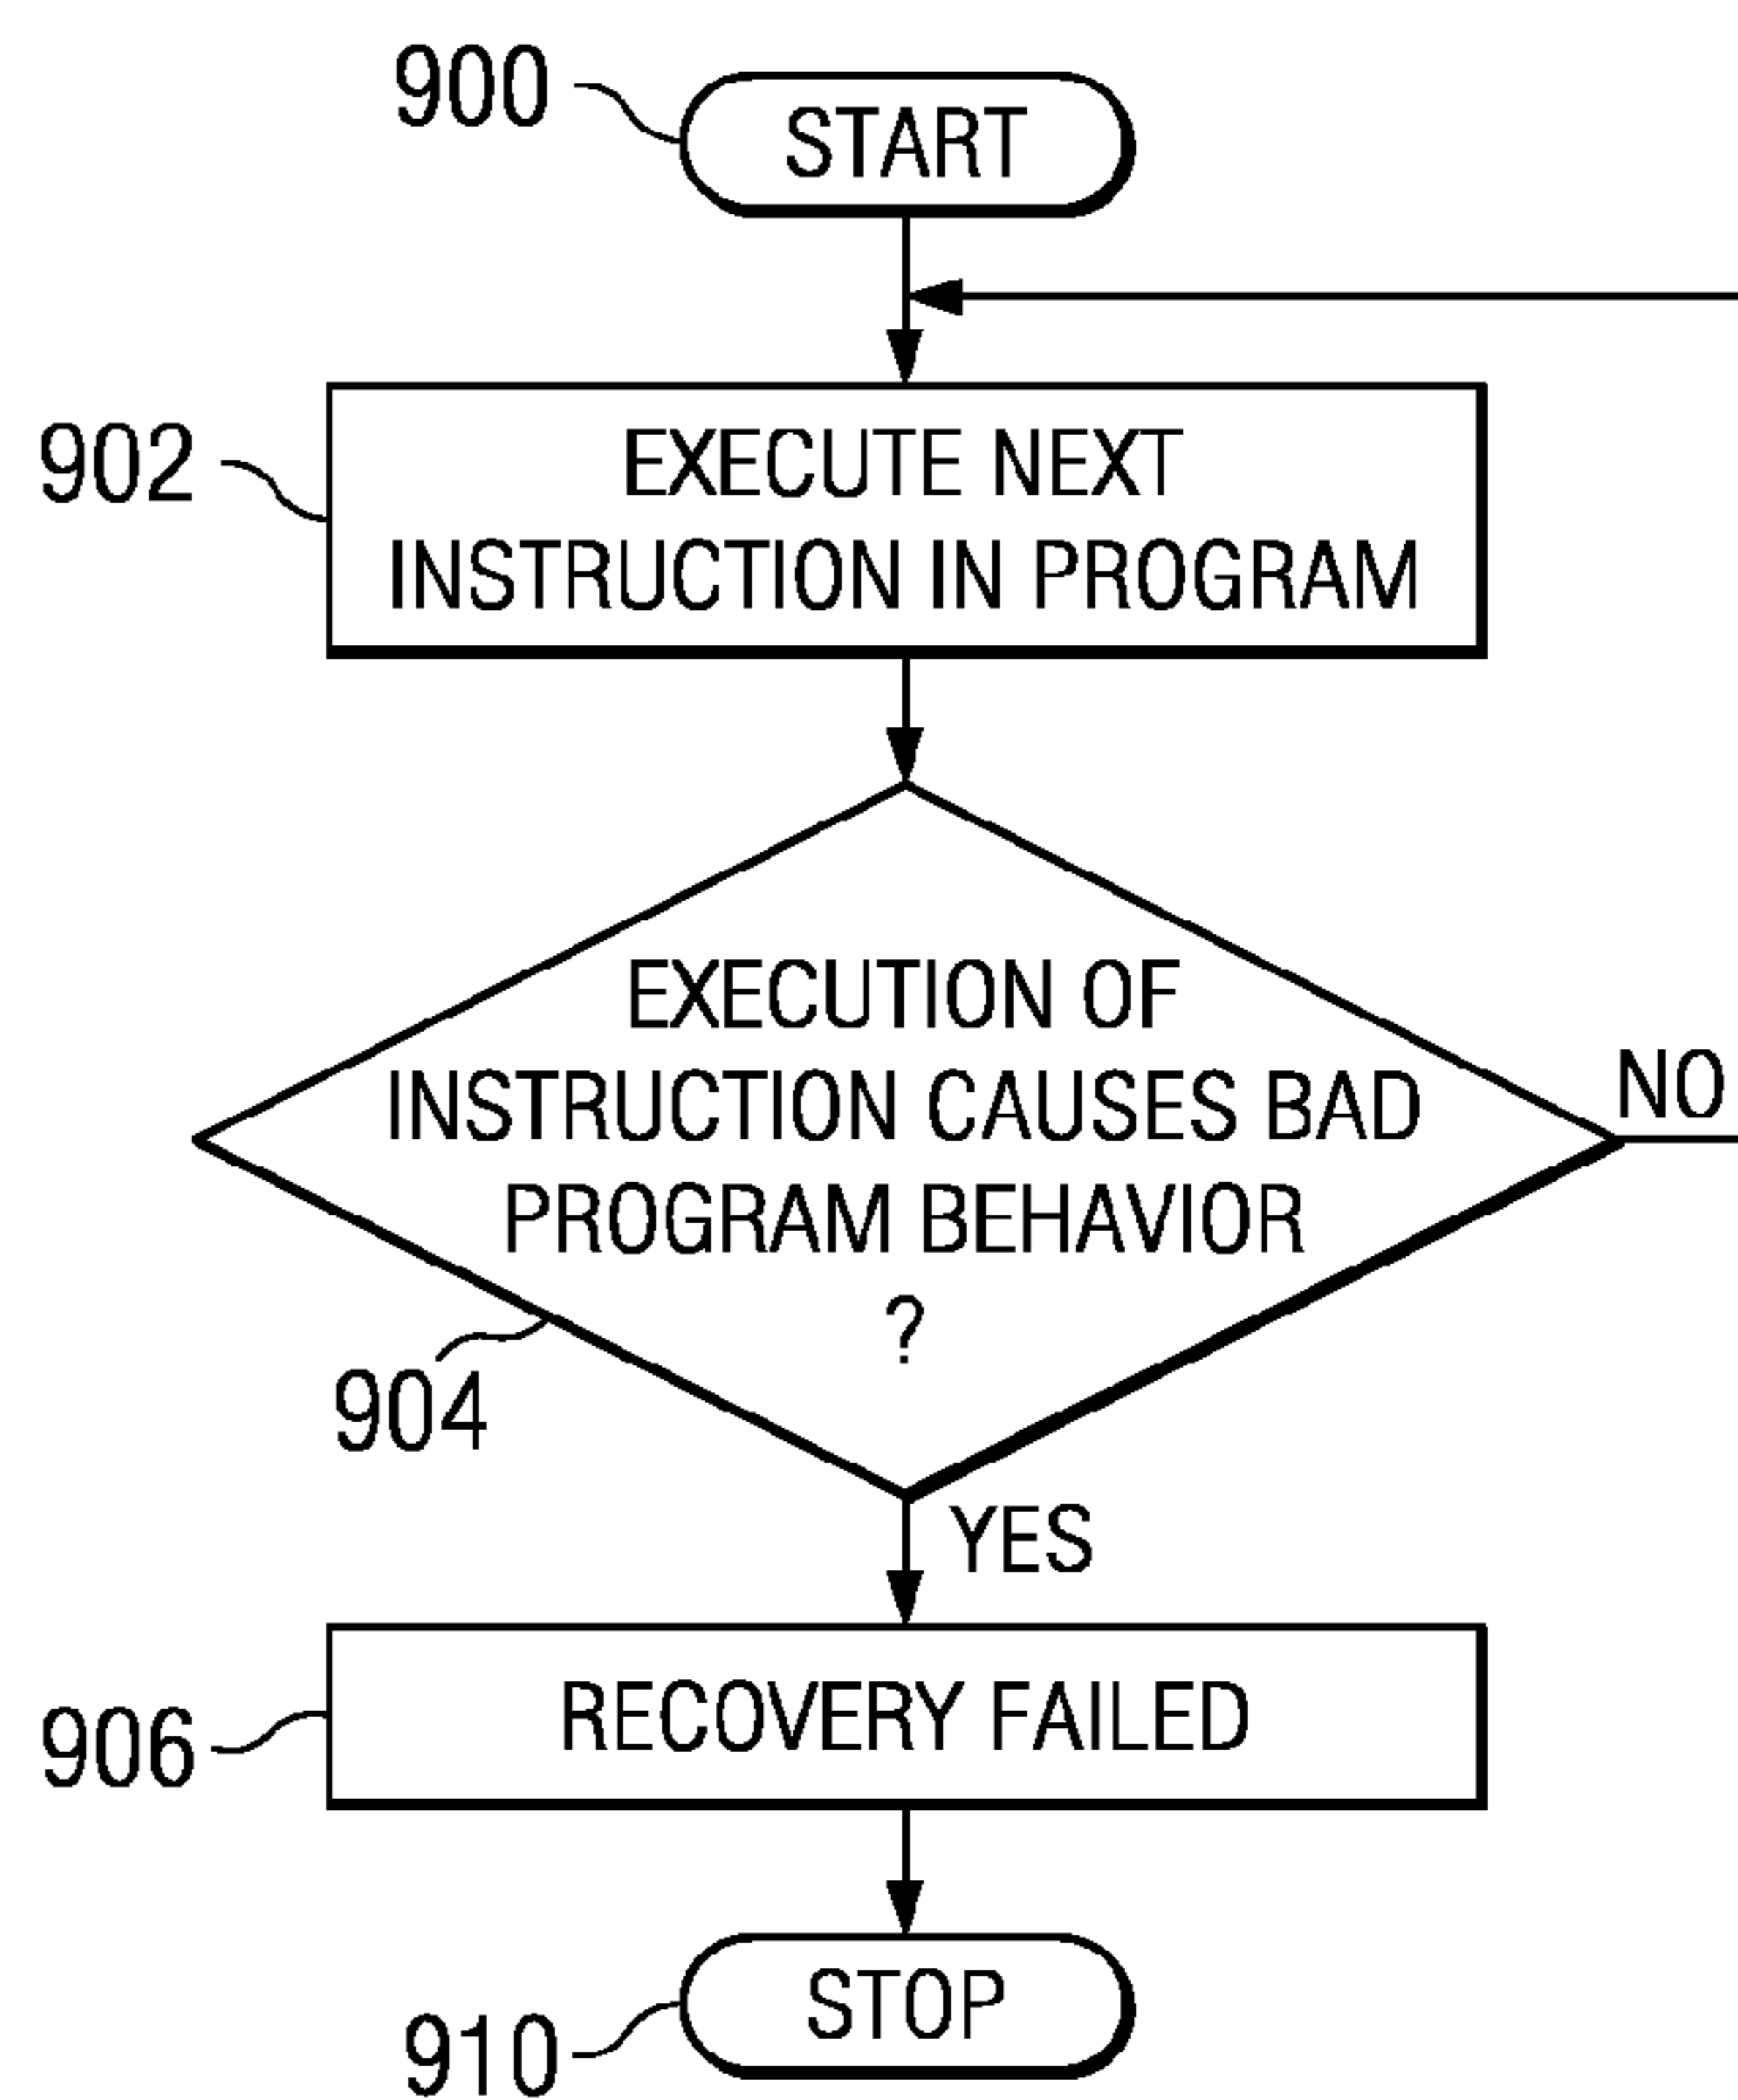 900
START
902
EXECUTE NEXT
INSTRUCTION IN PROGRAM
EXECUTION OF
INSTRUCTION CAUSES BAD
PROGRAM BEHAVIOR
?
NO
904
YES
906
RECOVERY FAILED
910
STOP